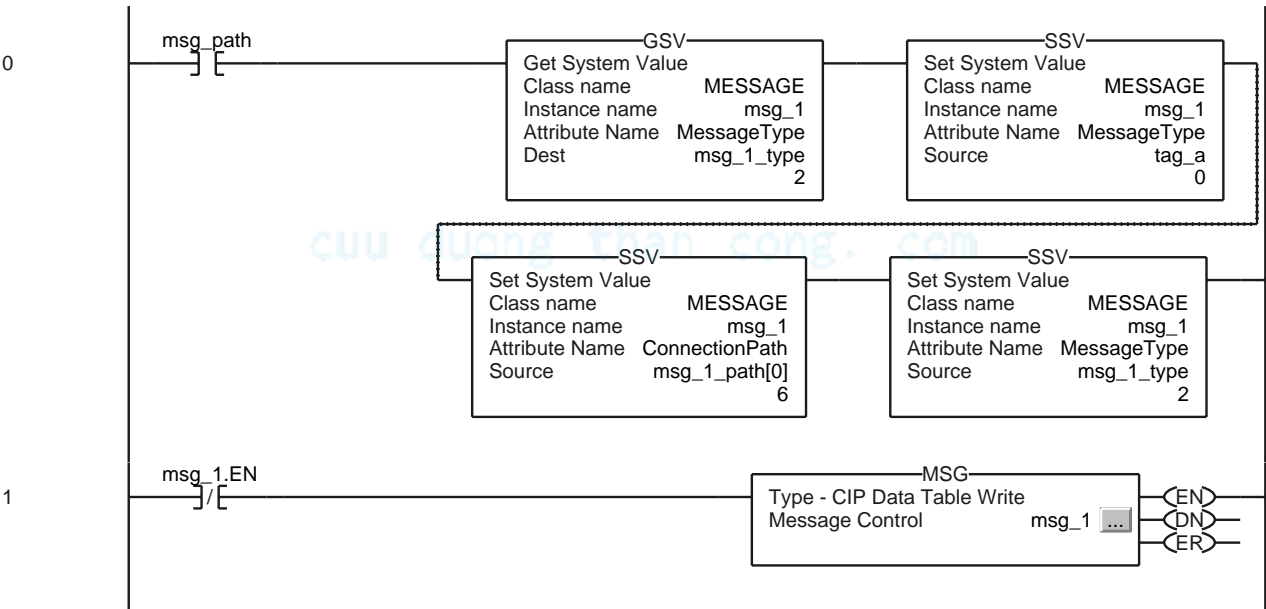 msg_path
0
GSV
Get System Value
Class name MESSAGE
Instance name msg_1
Attribute Name MessageType
Dest msg_1_type
2
SSV
Set System Value
Class name MESSAGE
Instance name msg_1
Attribute Name MessageType
Source tag_a
0
cuu duong than cong. com
SSV
Set System Value
Class name MESSAGE
Instance name msg_1
Attribute Name ConnectionPath
Source msg_1_path[0]
6
SSV
Set System Value
Class name MESSAGE
Instance name msg_1
Attribute Name MessageType
Source msg_1_type
2
msg_1.EN
1
/
MSG
Type - CIP Data Table Write
Message Control msg_1 ...
EN
DN
ER